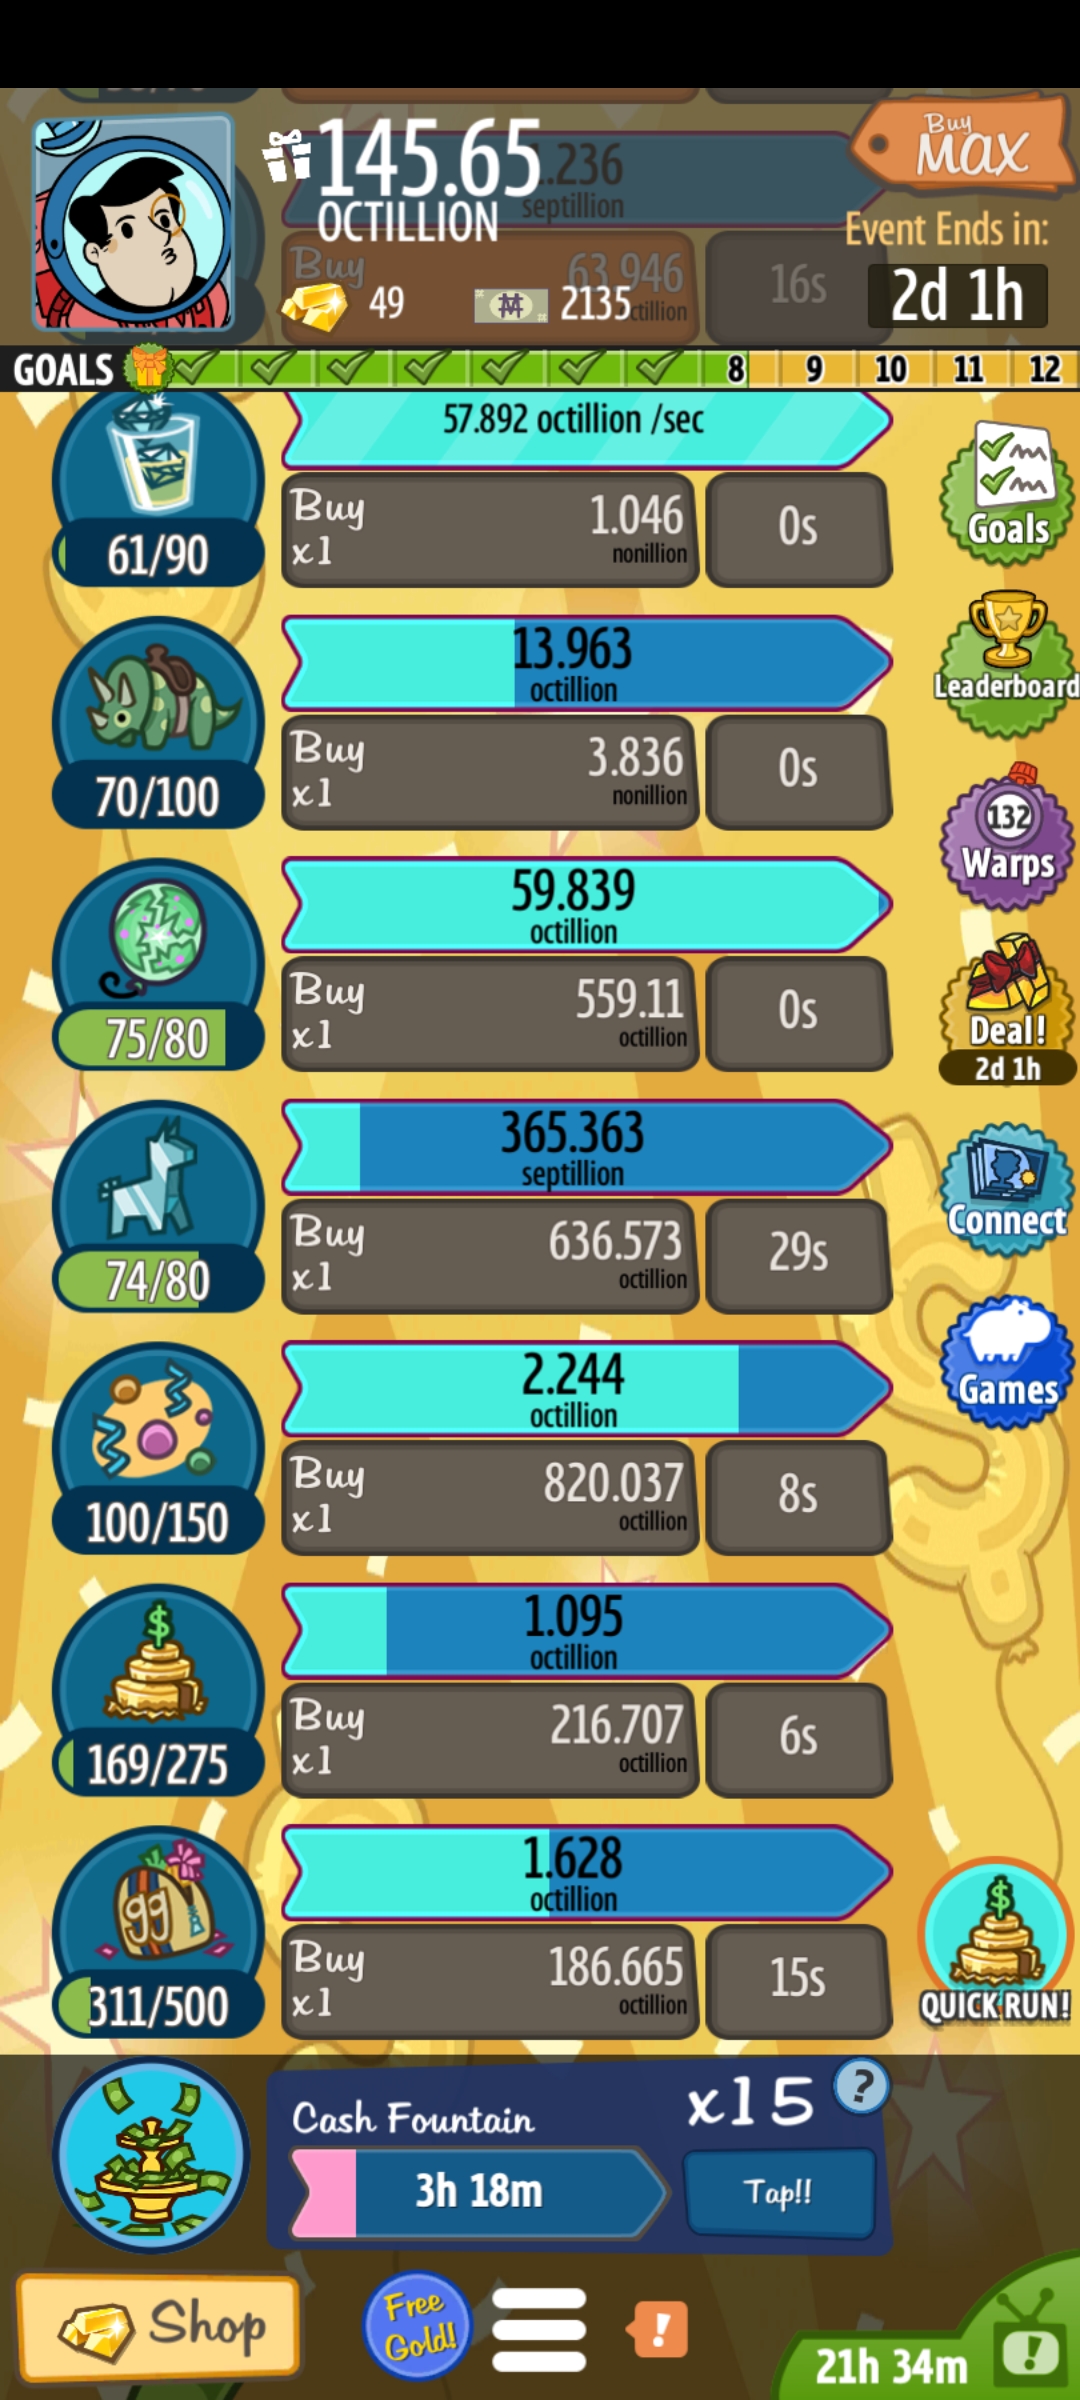 145.65
OCTILLION
.236
septillion
Buy
MAX
Event Ends in:
2d 1h
Buy
63.946
16s
49
2135
GOALS
8
9
10
11
12
57.892 octillion /sec
61/90
Buy
x1
1.046
nonillion
0s
Goals
13.963
octillion
70/100
Buy
x1
3.836
nonillion
0s
Leaderboard
132
Warps
59.839
octillion
75/80
Buy
x1
559.11
octillion
0s
Deal!
2d 1h
365.363
septillion
74/80
Buy
x1
636.573
octillion
29s
Connect
2.244
octillion
100/150
Buy
x1
820.037
octillion
8s
Games
$
1.095
octillion
169/275
Buy
x1
216.707
octillion
6s
99
1.628
octillion
311/500
Buy
x1
186.665
octillion
15s
$
QUICK RUN!
Cash Fountain
x15
?
3h 18m
Tap!!
Shop
Free
Gold!
!
21h 34m
!